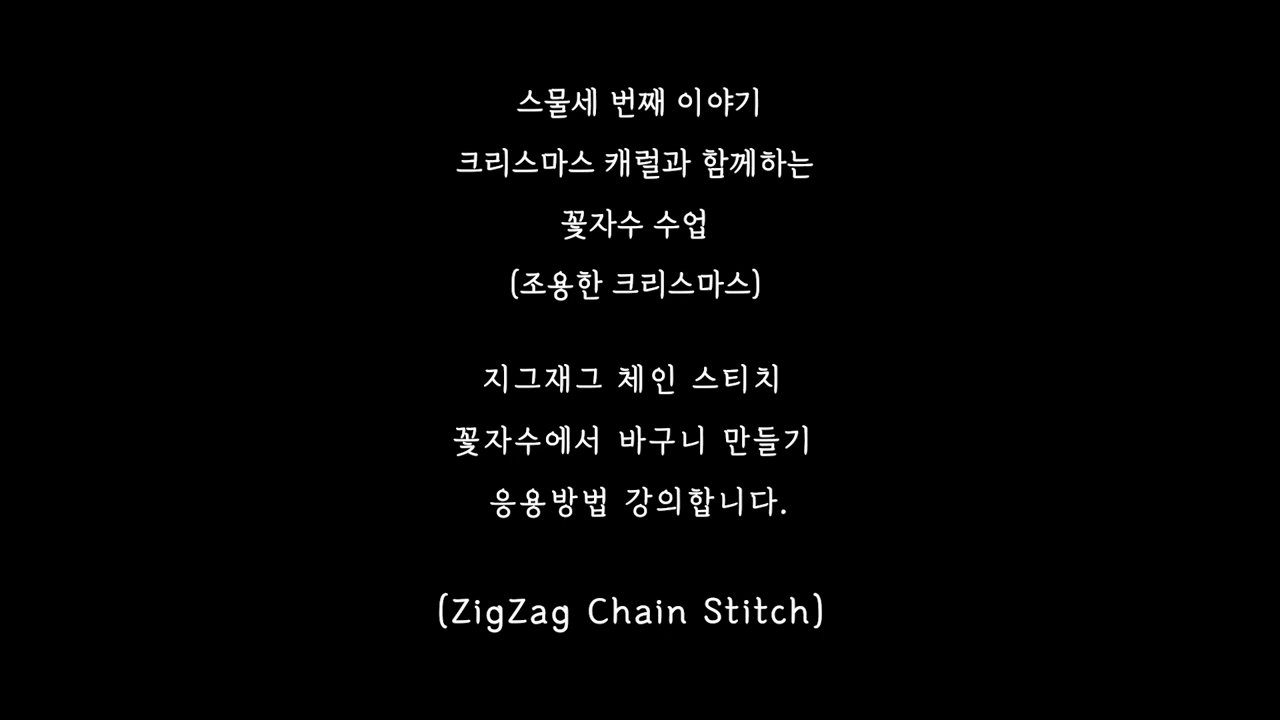 스물세 번째 이야기
크리스마스 캐럴과 함께하는
꽃자수 수업
(조용한 크리스마스)
지그재그 체인 스티치
꽃자수에서 바구니 만들기
응용방법 강의합니다.
(ZigZag Chain Stitch)